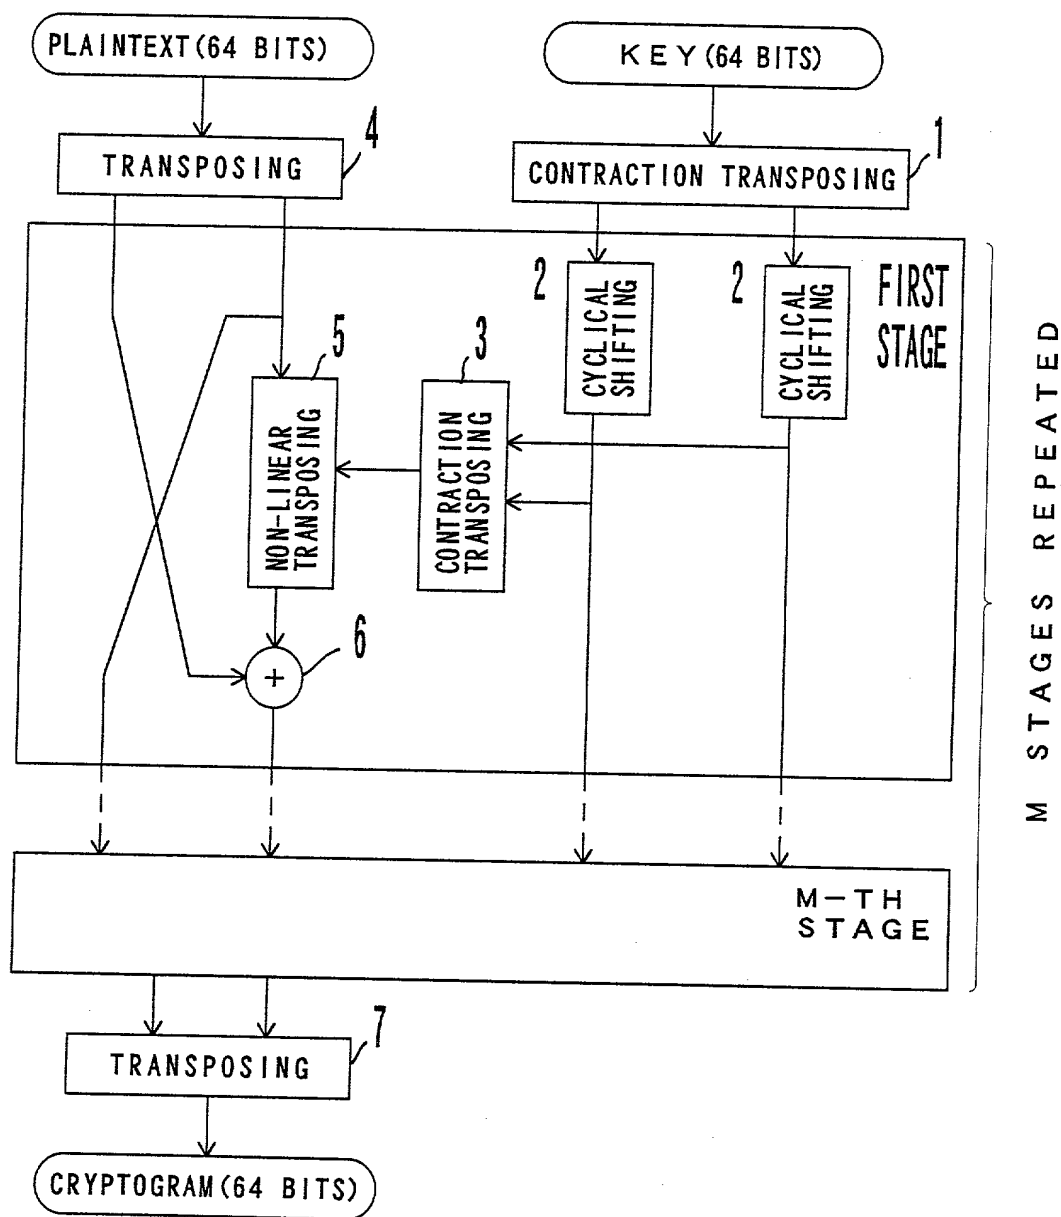 PLAINTEXT(64 BITS)
KEY(64 BITS)
4
TRANSPOSING
1
CONTRACTION TRANSPOSING
2
CYCLICAL
SHIFTING
2
CYCLICAL
SHIFTING
FIRST
STAGE
5
NON-LINEAR
TRANSPOSING
3
CONTRACTION
TRANSPOSING
6
M STAGES REPEATED
M-TH
STAGE
7
TRANSPOSING
CRYPTOGRAM(64 BITS)